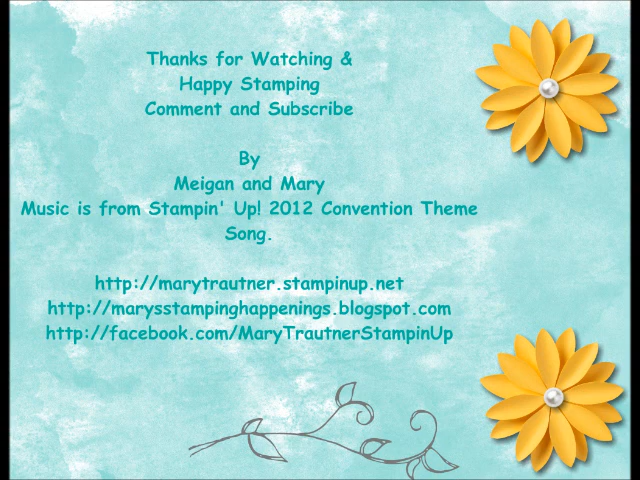 Thanks for Watching &
Happy Stamping
Comment and Subscribe
By
Meigan and Mary
Music is from Stampin' Up! 2012 Convention Theme
Song.
http://marytrautner.stampinup.net
http://marysstampinghappenings.blogspot.com
http://facebook.com/MaryTrautnerStampinUp